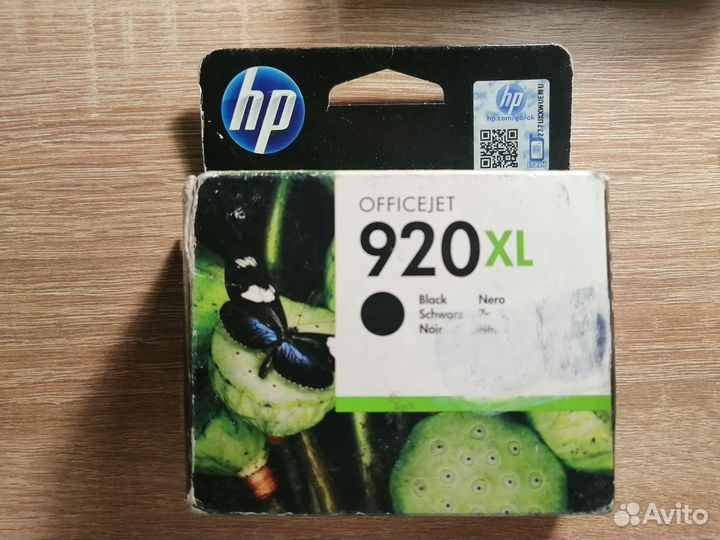 hp
hp
hp.com/go/ok
OFFICEJET
920XL
Black Nero
Schwarz
Noir
Avito